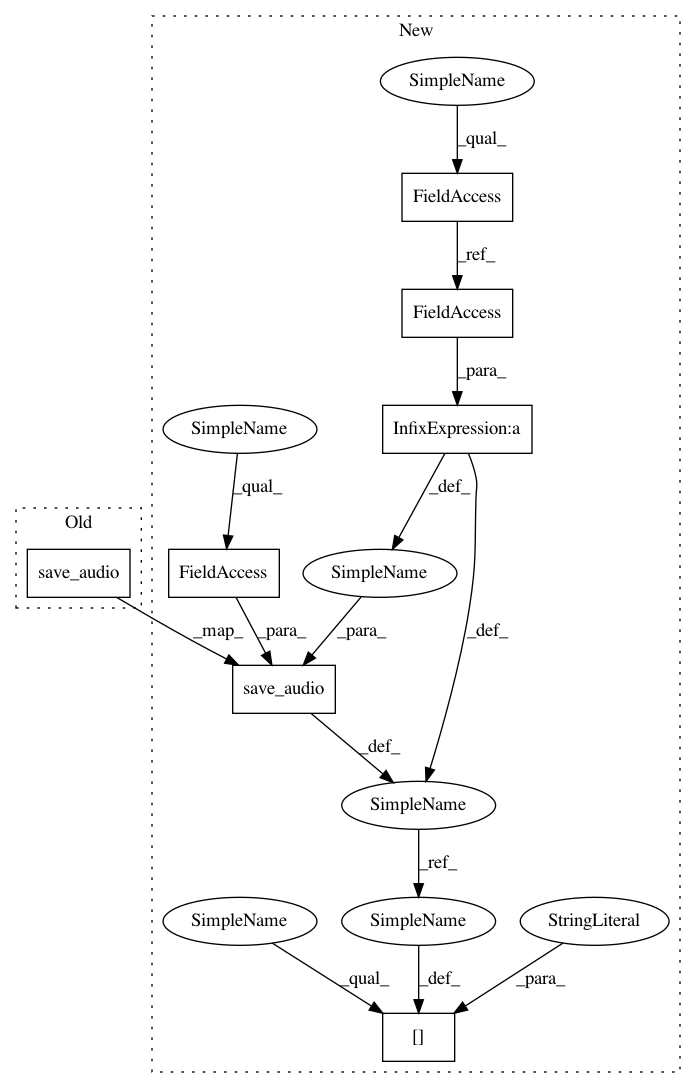 New
SimpleName
_qual_
FieldAccess
_ref_
FieldAccess
_para_
SimpleName
InfixExpression:a
_qual_
_def_
Old
save_audio
FieldAccess
SimpleName
_map_
_para_
_para_
_def_
save_audio
_def_
SimpleName
_ref_
SimpleName
SimpleName
StringLiteral
_qual_
_def_
_para_
[]